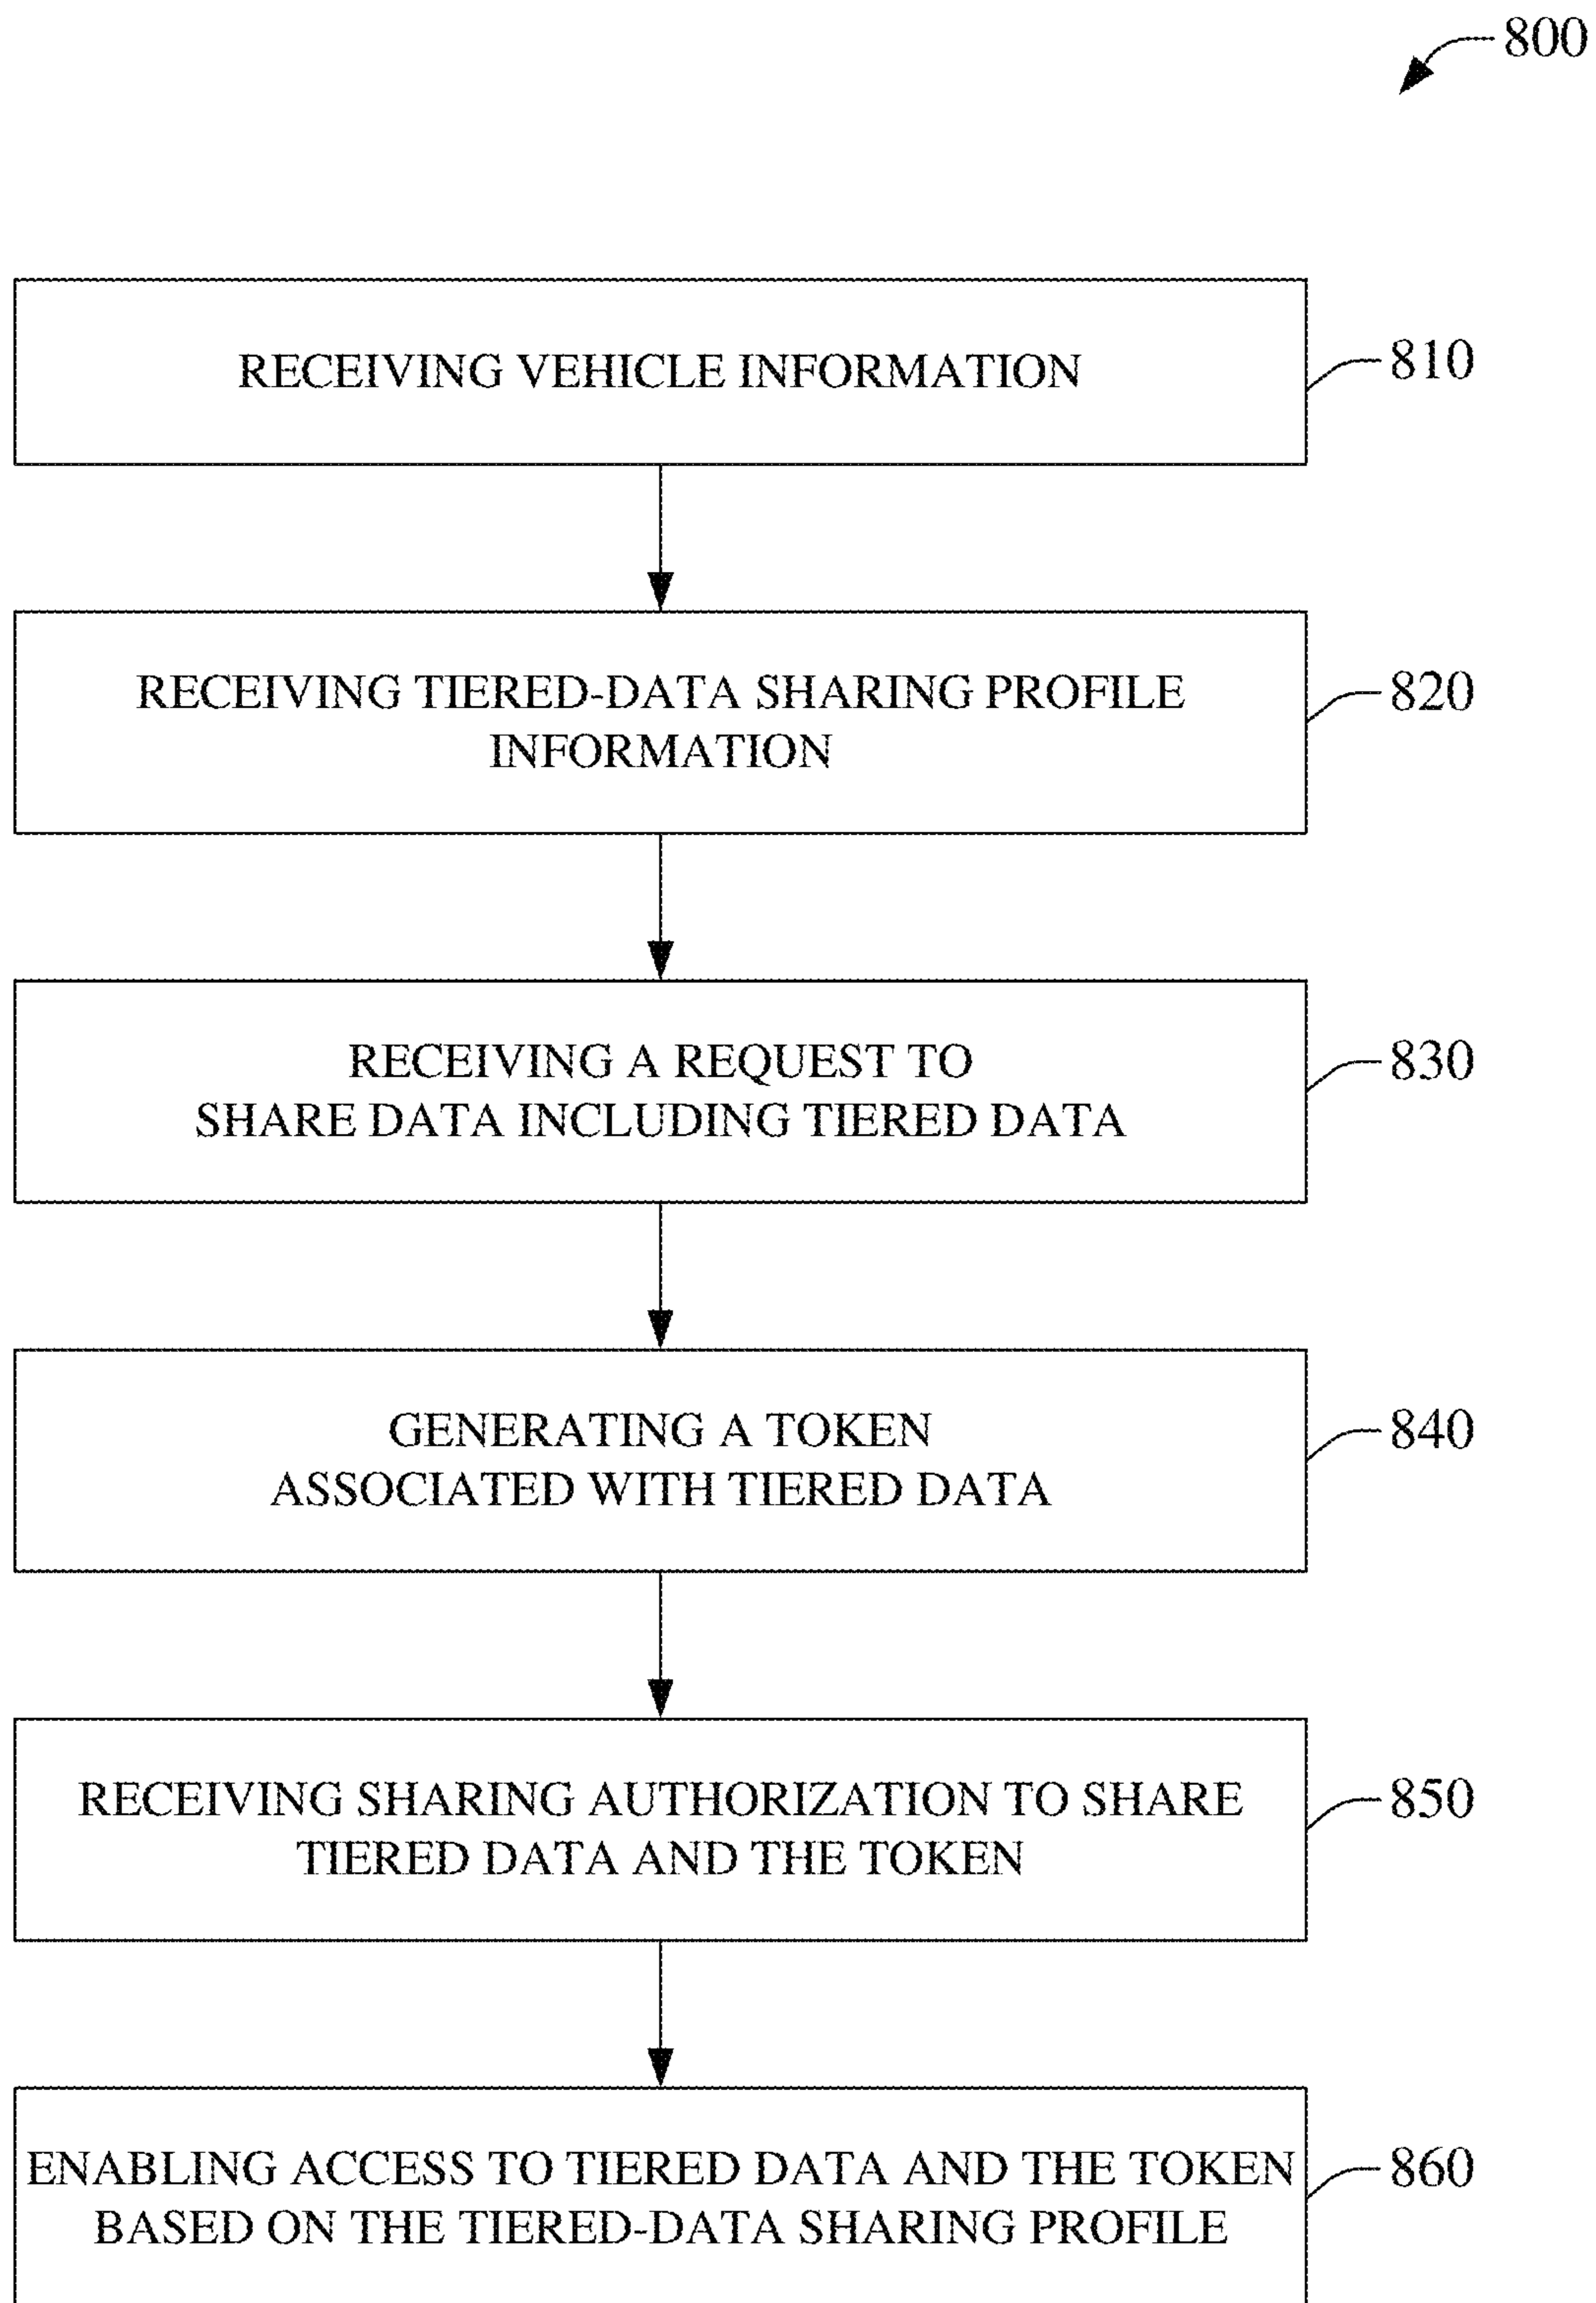 800
RECEIVING VEHICLE INFORMATION
810
RECEIVING TIERED-DATA SHARING PROFILE
INFORMATION
820
RECEIVING A REQUEST TO
SHARE DATA INCLUDING TIERED DATA
830
GENERATING A TOKEN
ASSOCIATED WITH TIERED DATA
840
RECEIVING SHARING AUTHORIZATION TO SHARE
TIERED DATA AND THE TOKEN
850
ENABLING ACCESS TO TIERED DATA AND THE TOKEN
BASED ON THE TIERED-DATA SHARING PROFILE
860